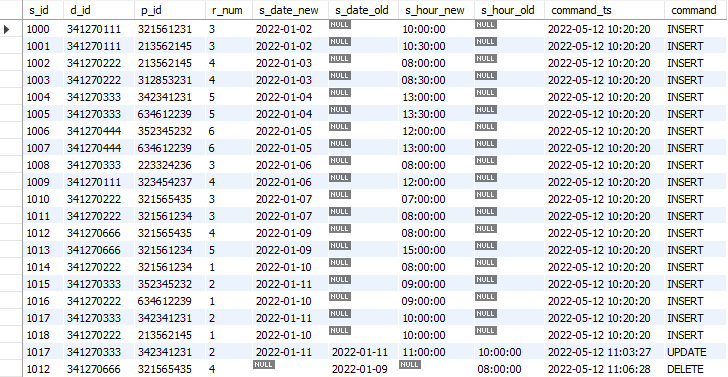 s_id d_id p_id r_num s_date_new s_date_old s_hour_new s_hour_old command_ts command
1000 341270111 321561231 3 2022-01-02 NULL 10:00:00 NULL 2022-05-12 10:20:20 INSERT
1001 341270111 213562145 3 2022-01-02 NULL 10:30:00 NULL 2022-05-12 10:20:20 INSERT
1002 341270222 213562145 4 2022-01-03 NULL 08:00:00 NULL 2022-05-12 10:20:20 INSERT
1003 341270222 312853231 4 2022-01-03 NULL 08:30:00 NULL 2022-05-12 10:20:20 INSERT
1004 341270333 342341231 5 2022-01-04 NULL 13:00:00 NULL 2022-05-12 10:20:20 INSERT
1005 341270333 634612239 5 2022-01-04 NULL 13:30:00 NULL 2022-05-12 10:20:20 INSERT
1006 341270444 352345232 6 2022-01-05 NULL 12:00:00 NULL 2022-05-12 10:20:20 INSERT
1007 341270444 634612239 6 2022-01-05 NULL 13:00:00 NULL 2022-05-12 10:20:20 INSERT
1008 341270333 223324236 3 2022-01-06 NULL 08:00:00 NULL 2022-05-12 10:20:20 INSERT
1009 341270111 323454237 4 2022-01-06 NULL 12:00:00 NULL 2022-05-12 10:20:20 INSERT
1010 341270222 321565435 3 2022-01-07 NULL 07:00:00 NULL 2022-05-12 10:20:20 INSERT
1011 341270222 321561234 3 2022-01-07 NULL 08:00:00 NULL 2022-05-12 10:20:20 INSERT
1012 341270666 321565435 4 2022-01-09 NULL 08:00:00 NULL 2022-05-12 10:20:20 INSERT
1013 341270666 321561234 5 2022-01-09 NULL 15:00:00 NULL 2022-05-12 10:20:20 INSERT
1014 341270222 321561234 1 2022-01-10 NULL 08:00:00 NULL 2022-05-12 10:20:20 INSERT
1015 341270333 352345232 2 2022-01-11 NULL 09:00:00 NULL 2022-05-12 10:20:20 INSERT
1016 341270222 634612239 1 2022-01-10 NULL 09:00:00 NULL 2022-05-12 10:20:20 INSERT
1017 341270333 342341231 2 2022-01-11 NULL 10:00:00 NULL 2022-05-12 10:20:20 INSERT
1018 341270222 213562145 1 2022-01-10 NULL 10:00:00 NULL 2022-05-12 10:20:20 INSERT
1017 341270333 342341231 2 2022-01-11 2022-01-11 11:00:00 10:00:00 2022-05-12 11:03:27 UPDATE
1012 341270666 321565435 4 NULL 2022-01-09 NULL 08:00:00 2022-05-12 11:06:28 DELETE